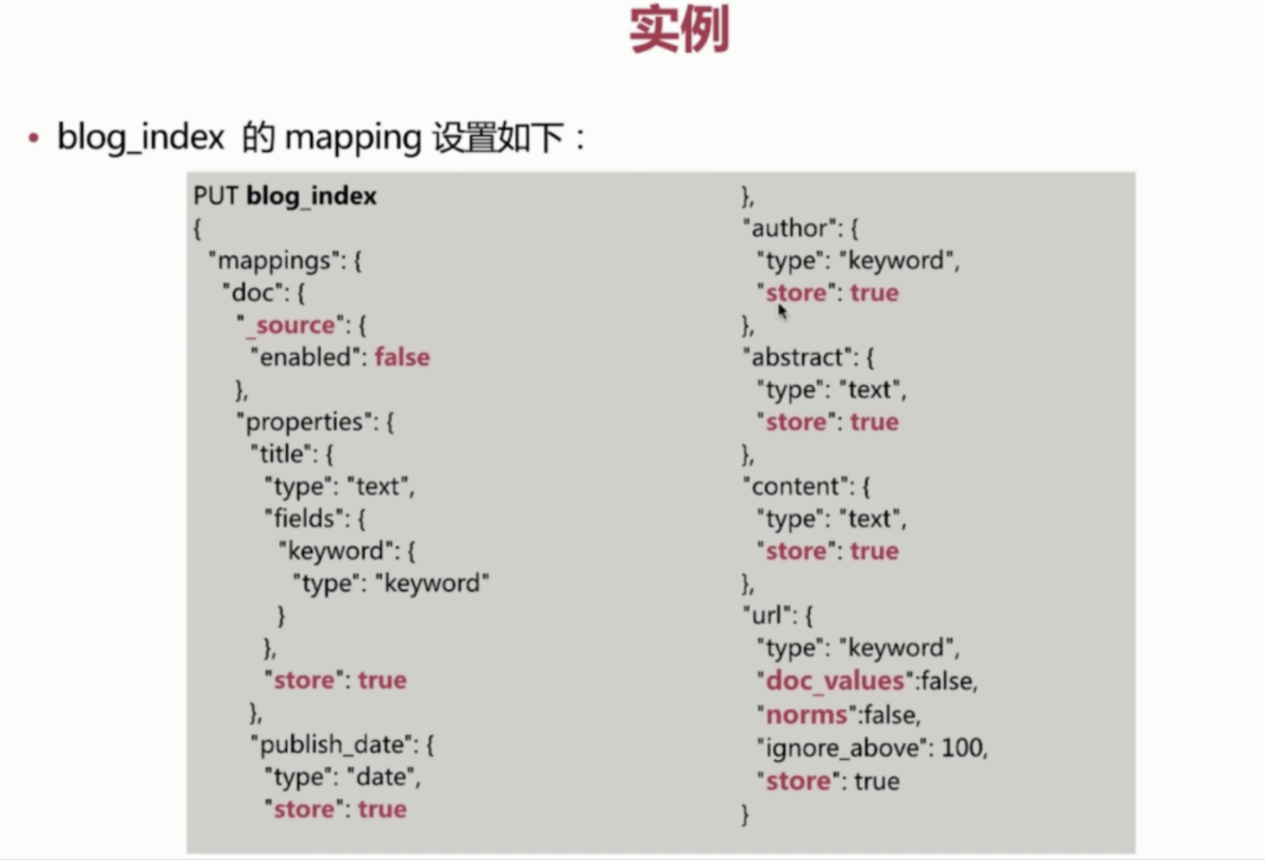 实例
• blog_index 的 mapping 设置如下：
PUT blog_index
{
"mappings": {
"doc": {
"_source": {
"enabled": false
},
"properties": {
"title": {
"type": "text",
"fields": {
"keyword": {
"type": "keyword"
}
},
"store": true
},
"publish_date": {
"type": "date",
"store": true
},
"author": {
"type": "keyword",
"store": true
},
"abstract": {
"type": "text",
"store": true
},
"content": {
"type": "text",
"store": true
},
"url": {
"type": "keyword",
"doc_values":false,
"norms":false,
"ignore_above": 100,
"store": true
}